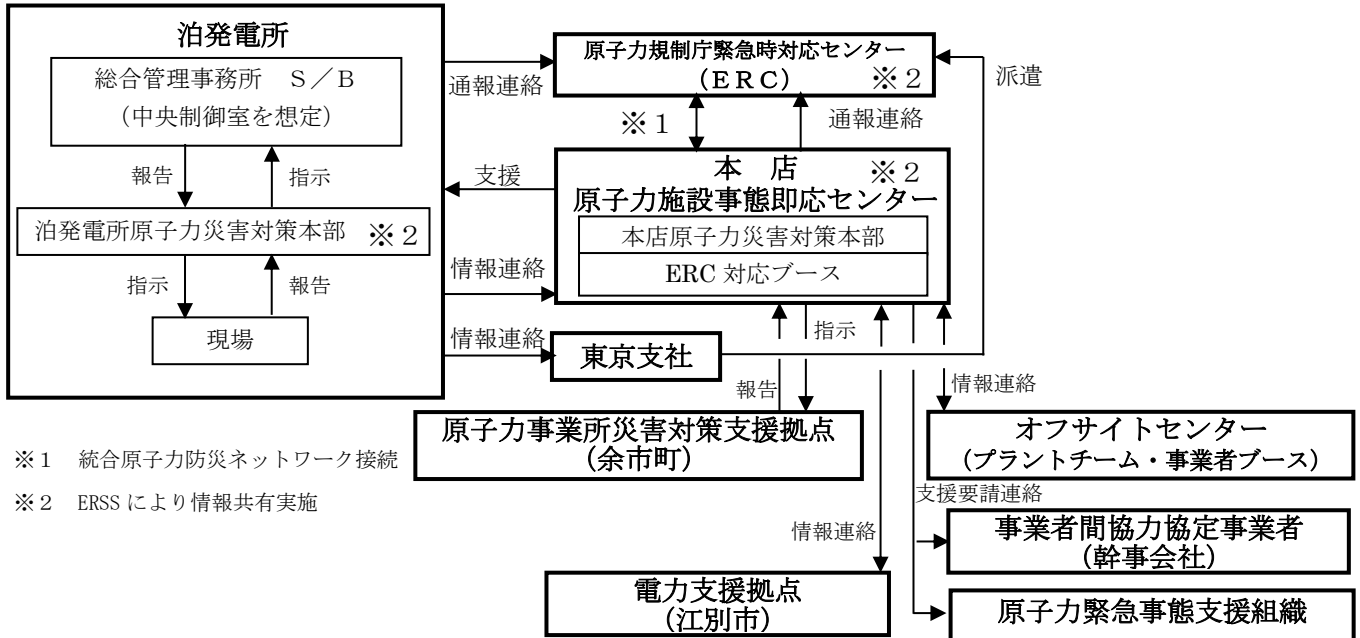 泊発電所
総合管理事務所 S/B
(中央制御室を想定)
報告
指示
泊発電所原子力災害対策本部 ※2
指示
報告
現場
通報連絡
原子力規制庁緊急時対応センター
(ERC) ※2
派遣
※1
通報連絡
支援
本 店 ※2
原子力施設事態即応センター
本店原子力災害対策本部
ERC 対応ブース
情報連絡
情報連絡
東京支社
指示
報告
情報連絡
原子力事業所災害対策支援拠点
(余市町)
オフサイトセンター
(プラントチーム・事業者ブース)
※1 統合原子力防災ネットワーク接続
※2 ERSS により情報共有実施
支援要請連絡
情報連絡
事業者間協力協定事業者
(幹事会社)
電力支援拠点
(江別市)
原子力緊急事態支援組織